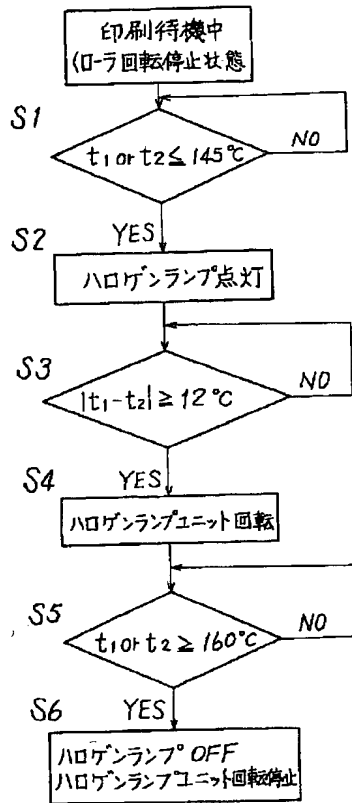 印刷待機中
(ローラ回転停止状態
S1
t1 or t2 ≦ 145℃
NO
YES
S2
ハロゲンランプ点灯
S3
|t1-t2| ≧ 12℃
NO
YES
S4
ハロゲンランプユニット回転
S5
t1 or t2 ≧ 160℃
NO
YES
S6
ハロゲンランプOFF
ハロゲンランプユニット回転停止